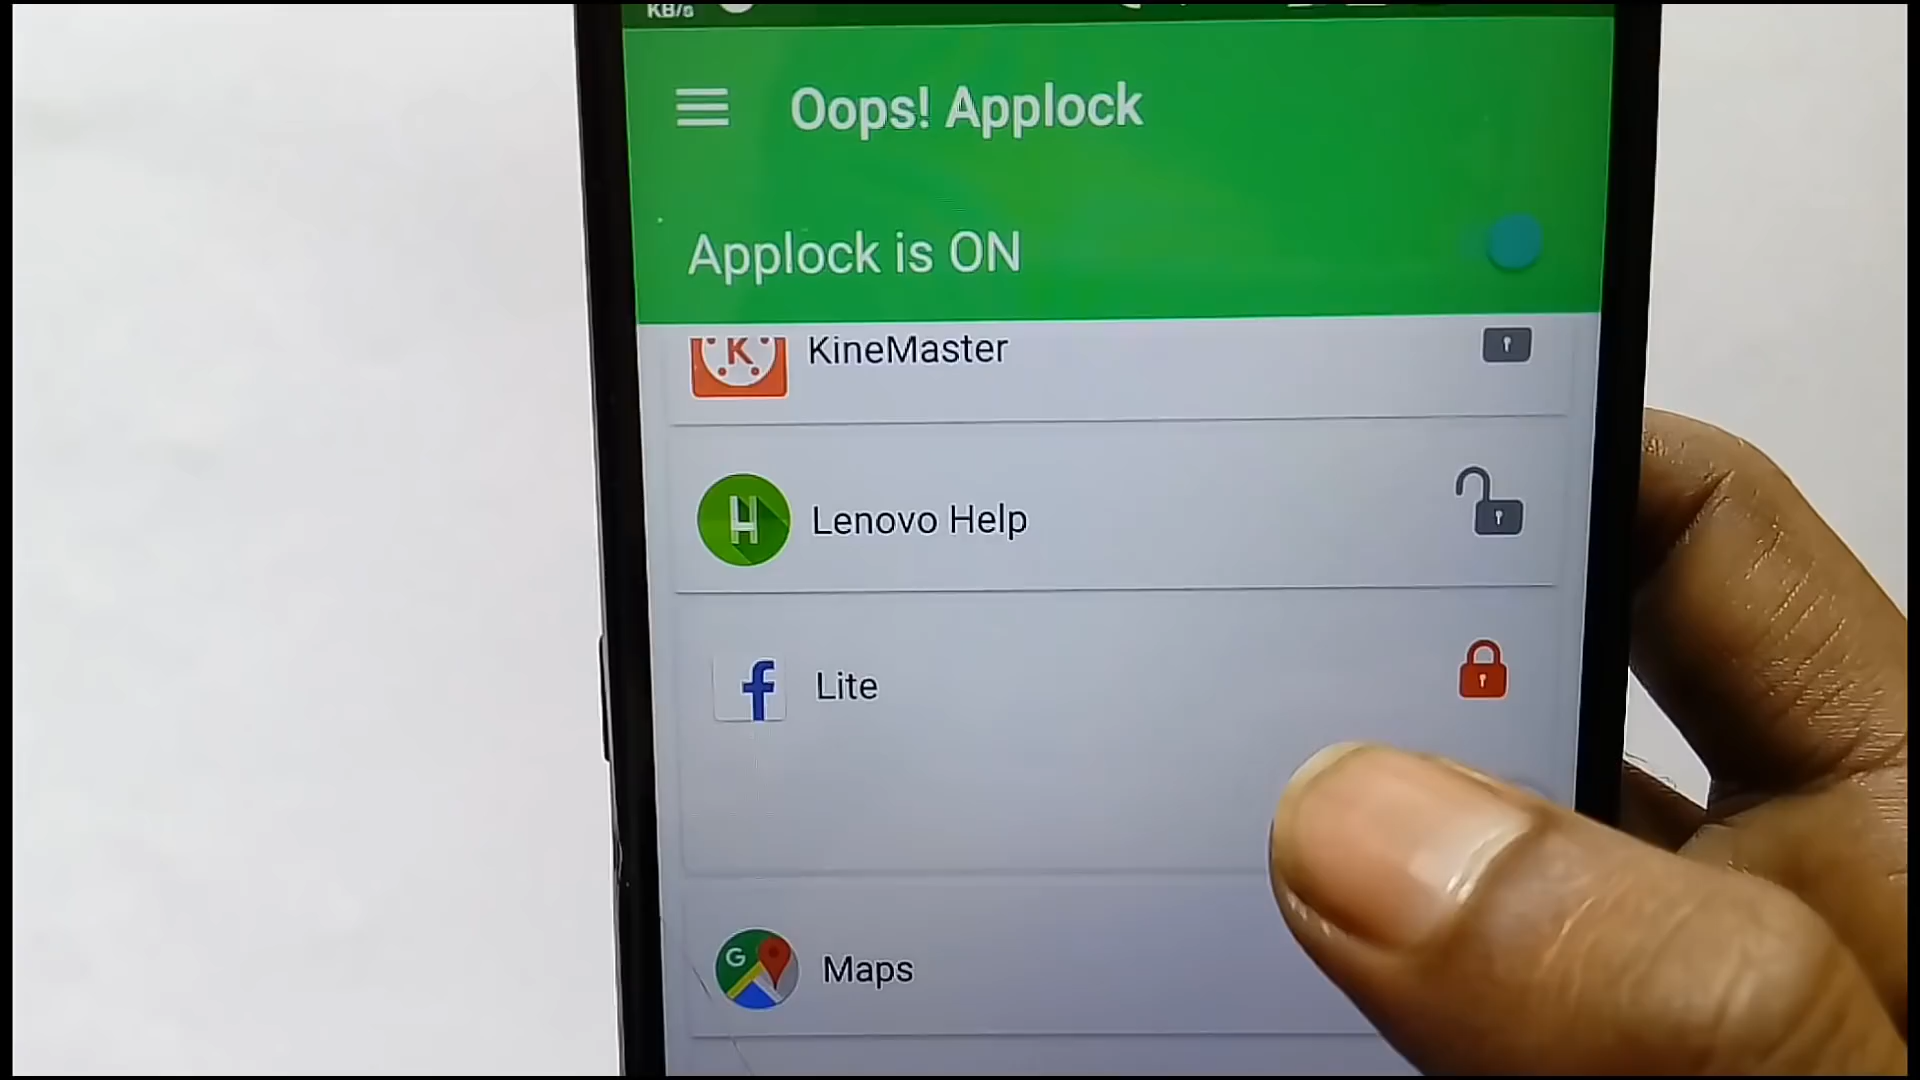 KB/s
Oops! Applock
Applock is ON
K KineMaster
H Lenovo Help
f Lite
G Maps